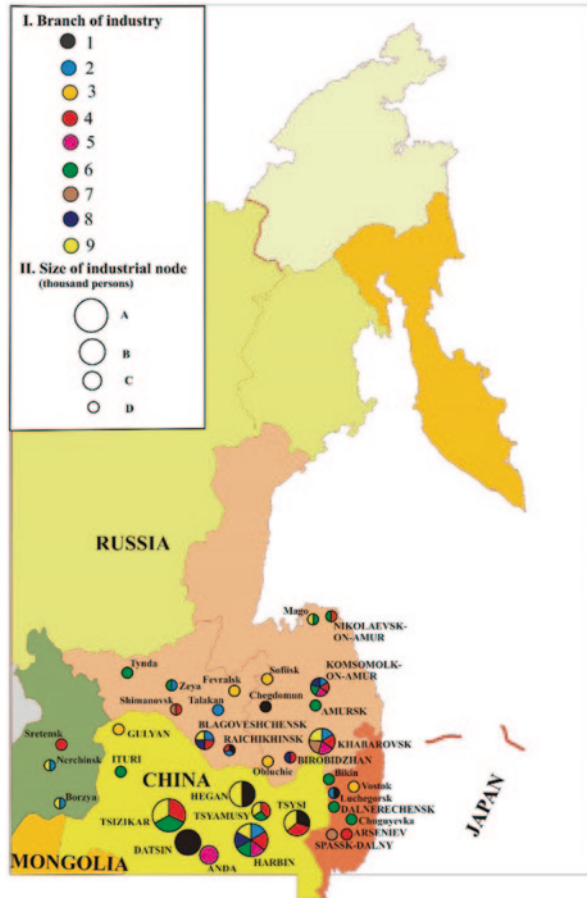 I. Branch of industry
1
2
3
4
5
6
7
8
9
II. Size of industrial node
(thousand persons)
A
B
C
D
RUSSIA
Mago
NIKOLAEVSK-
ON-AMUR
KOMSOMOLK-
ON-AMUR
Sofiisk
Tynda
Zeya
Fevralsk
Shimanovsk
Talakan
Chegdomun
AMURSK
BLAGOVESHCHENSK
GULYAN
RAICHIKHINSK
KHABAROVSK
Sretensk
BIROBIDZHAN
Nerchinsk
ITURI
Obluchie
Bikin
CHINA
Vostok
Borzya
HEGAN
Luchegorsk
TSYAMUSY
TSYSI
DALNERECHENSK
TSIZIKAR
Chuguyevka
ARSENIEV
SPASSK-DALNY
DATSIN
HARBIN
ANDA
MONGOLIA
JAPAN